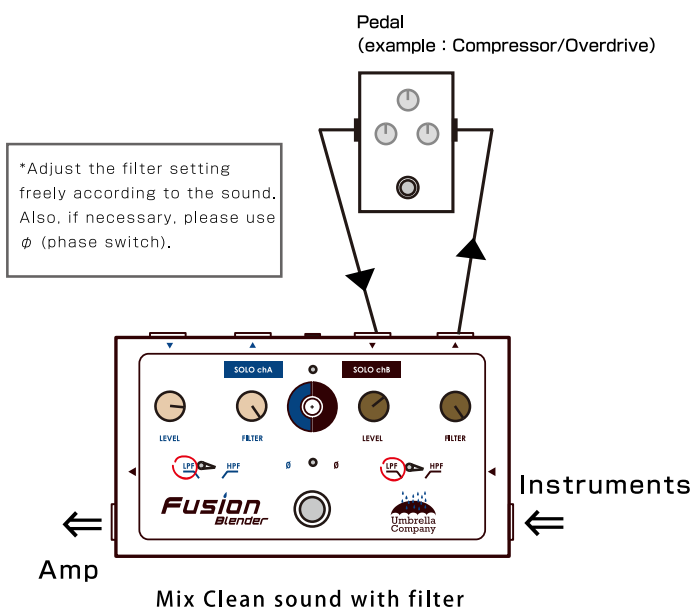 Pedal
(example：Compressor/Overdrive)
*Adjust the filter setting
freely according to the sound.
Also, if necessary, please use
φ (phase switch).
SOLO chA
SOLO chB
LEVEL
FILTER
LEVEL
FILTER
LPF
HPF
ø
ø
LPF
HPF
Fusion
Blender
Umbrella
Company
Instruments
Amp
Mix Clean sound with filter